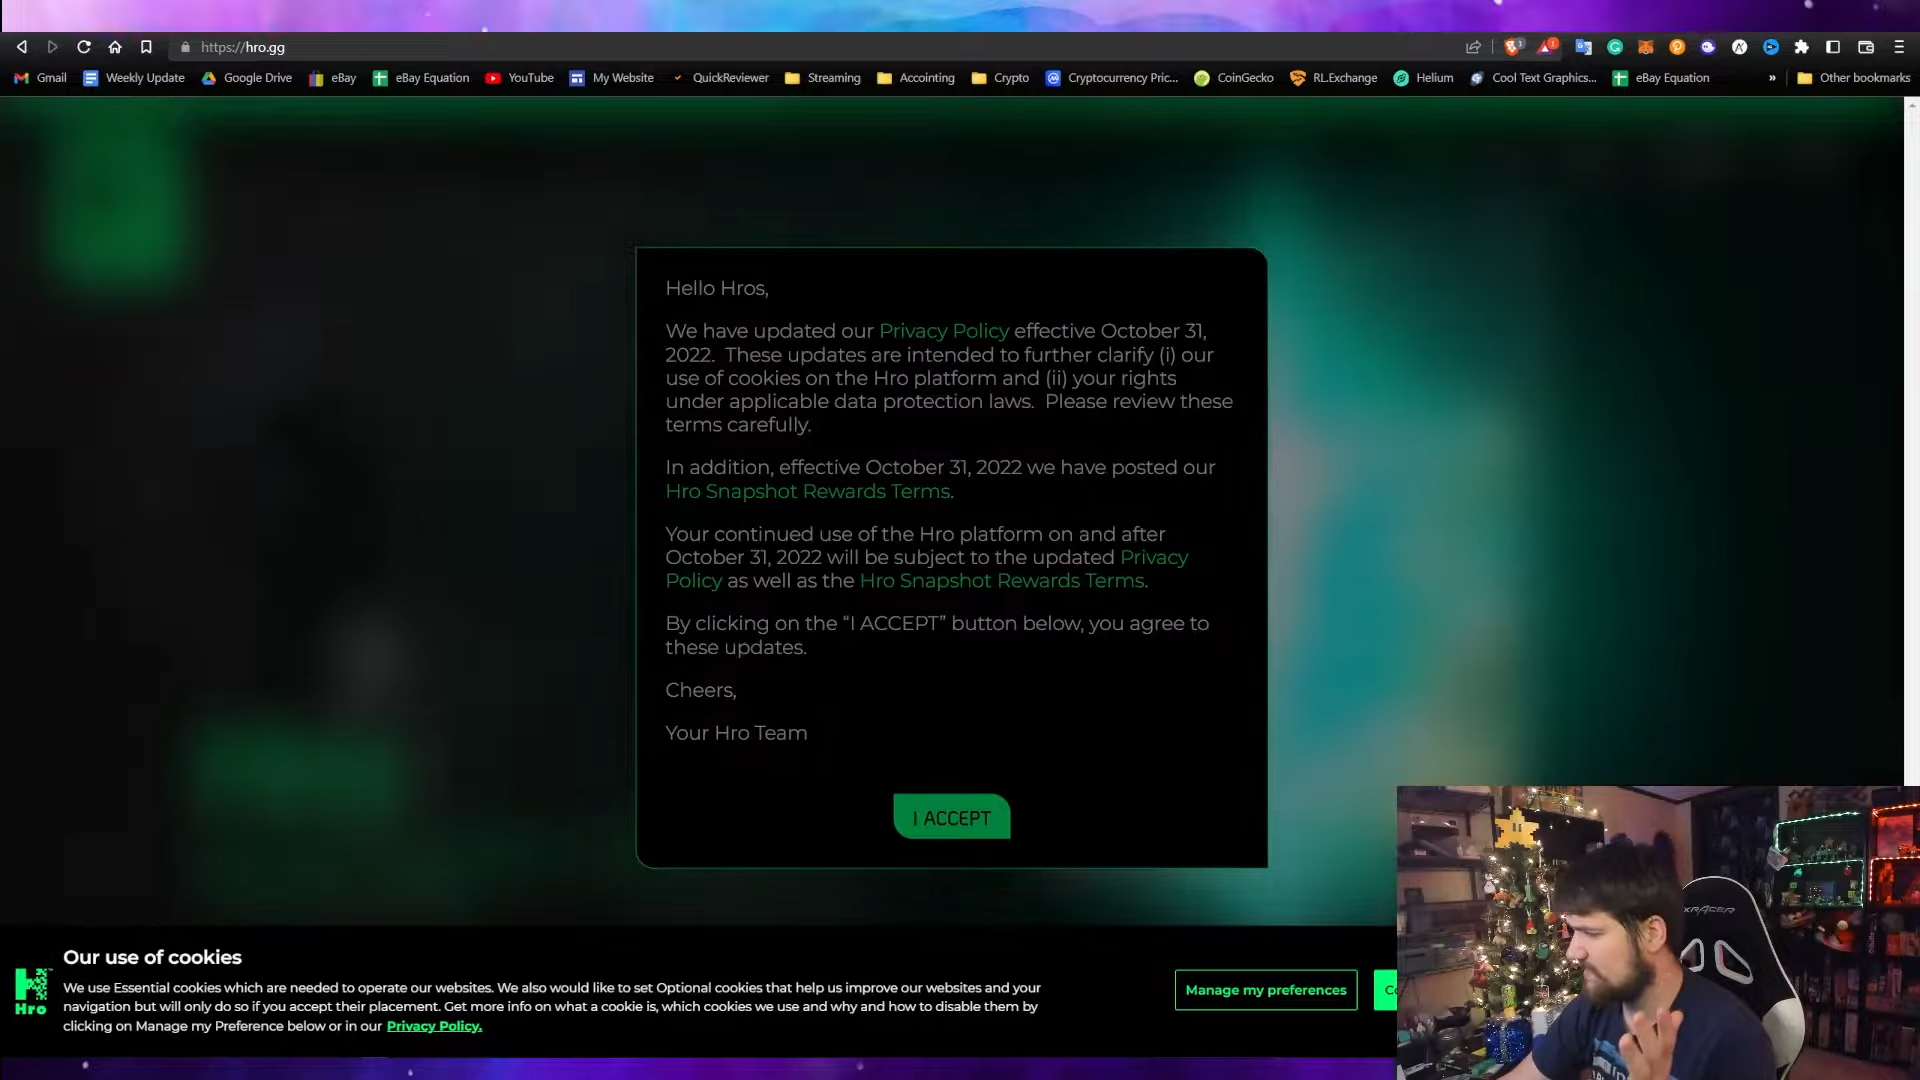 https://hro.gg
Gmail Weekly Update Google Drive eBay eBay Equation YouTube My Website QuickReviewer Streaming Accointing Crypto Cryptocurrency Pric... CoinGecko RL.Exchange Helium Cool Text Graphics... eBay Equation » Other bookmarks
Hello Hros,
We have updated our Privacy Policy effective October 31,
2022. These updates are intended to further clarify (i) our
use of cookies on the Hro platform and (ii) your rights
under applicable data protection laws. Please review these
terms carefully.
In addition, effective October 31, 2022 we have posted our
Hro Snapshot Rewards Terms.
Your continued use of the Hro platform on and after
October 31, 2022 will be subject to the updated Privacy
Policy as well as the Hro Snapshot Rewards Terms.
By clicking on the “I ACCEPT” button below, you agree to
these updates.
Cheers,
Your Hro Team
I ACCEPT
Our use of cookies
We use Essential cookies which are needed to operate our websites. We also would like to set Optional cookies that help us improve our websites and your
navigation but will only do so if you accept their placement. Get more info on what a cookie is, which cookies we use and why and how to disable them by
clicking on Manage my Preference below or in our Privacy Policy.
Hro
Manage my preferences